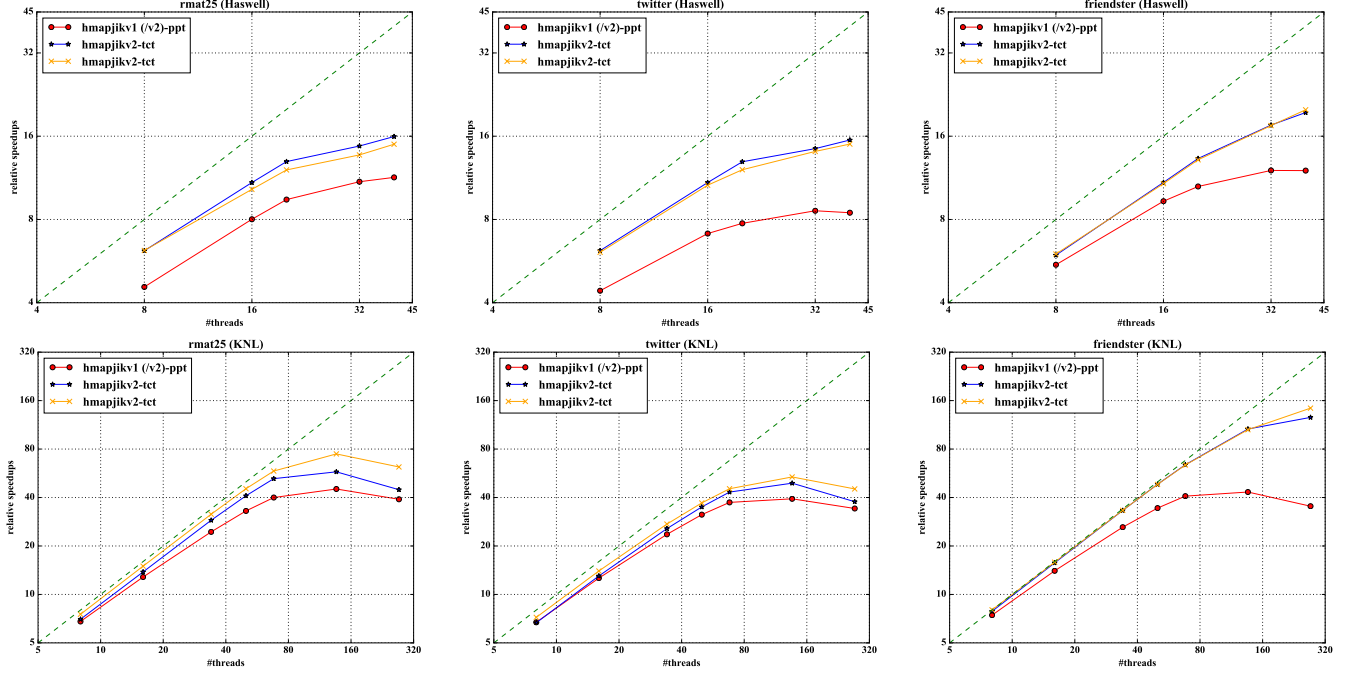 rmat25 (Haswell)
45
32
16
8
4
relative speedups
hmapjikv1 (/v2)-ppt
hmapjikv2-tct
hmapjikv2-tct
4 8 16 32 45
#threads
twitter (Haswell)
45
32
16
8
4
relative speedups
hmapjikv1 (/v2)-ppt
hmapjikv2-tct
hmapjikv2-tct
4 8 16 32 45
#threads
friendster (Haswell)
45
32
16
8
4
relative speedups
hmapjikv1 (/v2)-ppt
hmapjikv2-tct
hmapjikv2-tct
4 8 16 32 45
#threads
rmat25 (KNL)
320
160
80
40
20
10
5
relative speedups
hmapjikv1 (/v2)-ppt
hmapjikv2-tct
hmapjikv2-tct
5 10 20 40 80 160 320
#threads
twitter (KNL)
320
160
80
40
20
10
5
relative speedups
hmapjikv1 (/v2)-ppt
hmapjikv2-tct
hmapjikv2-tct
5 10 20 40 80 160 320
#threads
friendster (KNL)
320
160
80
40
20
10
5
relative speedups
hmapjikv1 (/v2)-ppt
hmapjikv2-tct
hmapjikv2-tct
5 10 20 40 80 160 320
#threads